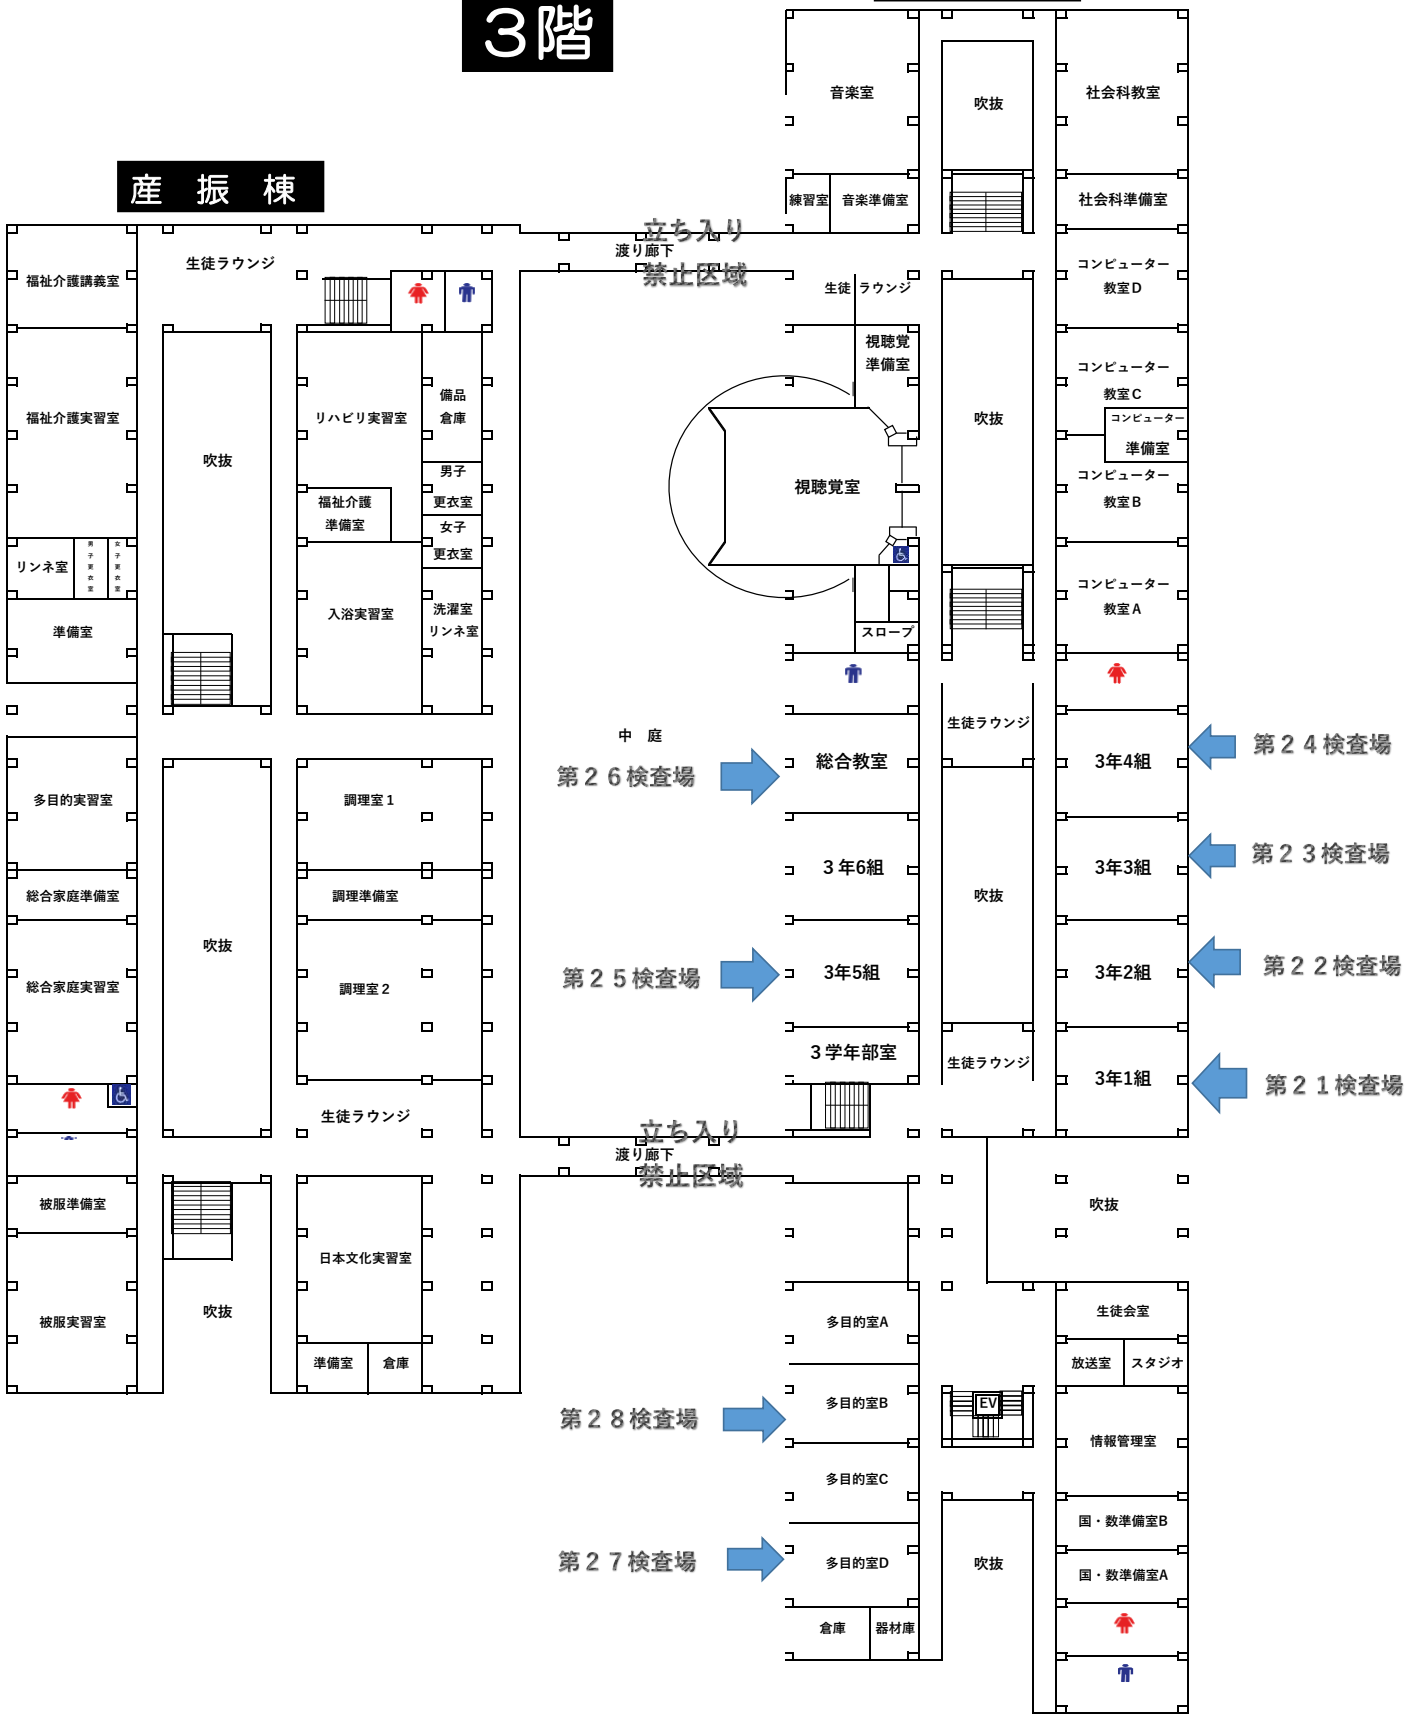 ３階
音楽室
吹抜
社会科教室
産　振　棟
練習室
音楽準備室
社会科準備室
立ち入り
渡り廊下
禁止区域
生徒ラウンジ
福祉介護講義室
生徒 ラウンジ
コンピューター
教室D
視聴覚
準備室
コンピューター
教室C
コンピューター
準備室
福祉介護実習室
リハビリ実習室
備品
倉庫
吹抜
吹抜
男子
更衣室
女子
更衣室
福祉介護
準備室
視聴覚室
コンピューター
教室B
リンネ室
男子更衣室
女子更衣室
準備室
入浴実習室
洗濯室
リンネ室
スロープ
コンピューター
教室A
生徒ラウンジ
中　庭
第２６検査場
総合教室
3年4組
第２４検査場
多目的実習室
調理室1
３年6組
3年3組
第２３検査場
総合家庭準備室
調理準備室
吹抜
吹抜
総合家庭実習室
調理室2
第２５検査場
3年5組
3年2組
第２２検査場
３学年部室
生徒ラウンジ
3年1組
第２１検査場
生徒ラウンジ
立ち入り
渡り廊下
禁止区域
被服準備室
吹抜
日本文化実習室
被服実習室
吹抜
準備室
倉庫
多目的室A
生徒会室
放送室
スタジオ
第２８検査場
多目的室B
EV
情報管理室
多目的室C
国・数準備室B
第２７検査場
多目的室D
吹抜
国・数準備室A
倉庫
器材庫